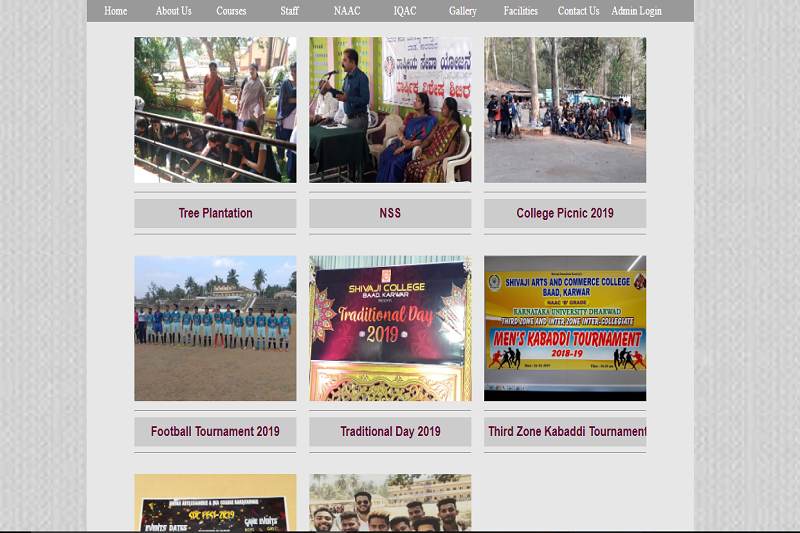 Home About Us Courses Staff NAAC IQAC Gallery Facilities Contact Us Admin Login
ರಾಷ್ಟ್ರೀಯ ಸೇವಾ ಯೋಜನೆ
ವಾರ್ಷಿಕ ವಿಶೇಷ ಶಿಬಿರ
Tree Plantation
NSS
College Picnic 2019
SHIVAJI COLLEGE
BAAD, KARWAR
Traditional Day
2019
SHIVAJI ARTS AND COMMERCE COLLEGE
BAAD, KARWAR
NAAC 'B' GRADE
KARNATAKA UNIVERSITY DHARWAD
THIRD ZONE AND INTER ZONE INTER-COLLEGIATE
MEN'S KABADDI TOURNAMENT
2018-19
Football Tournament 2019
Traditional Day 2019
Third Zone Kabaddi Tournament
FEST-2019
EVENTS DATES
GAME EVENTS